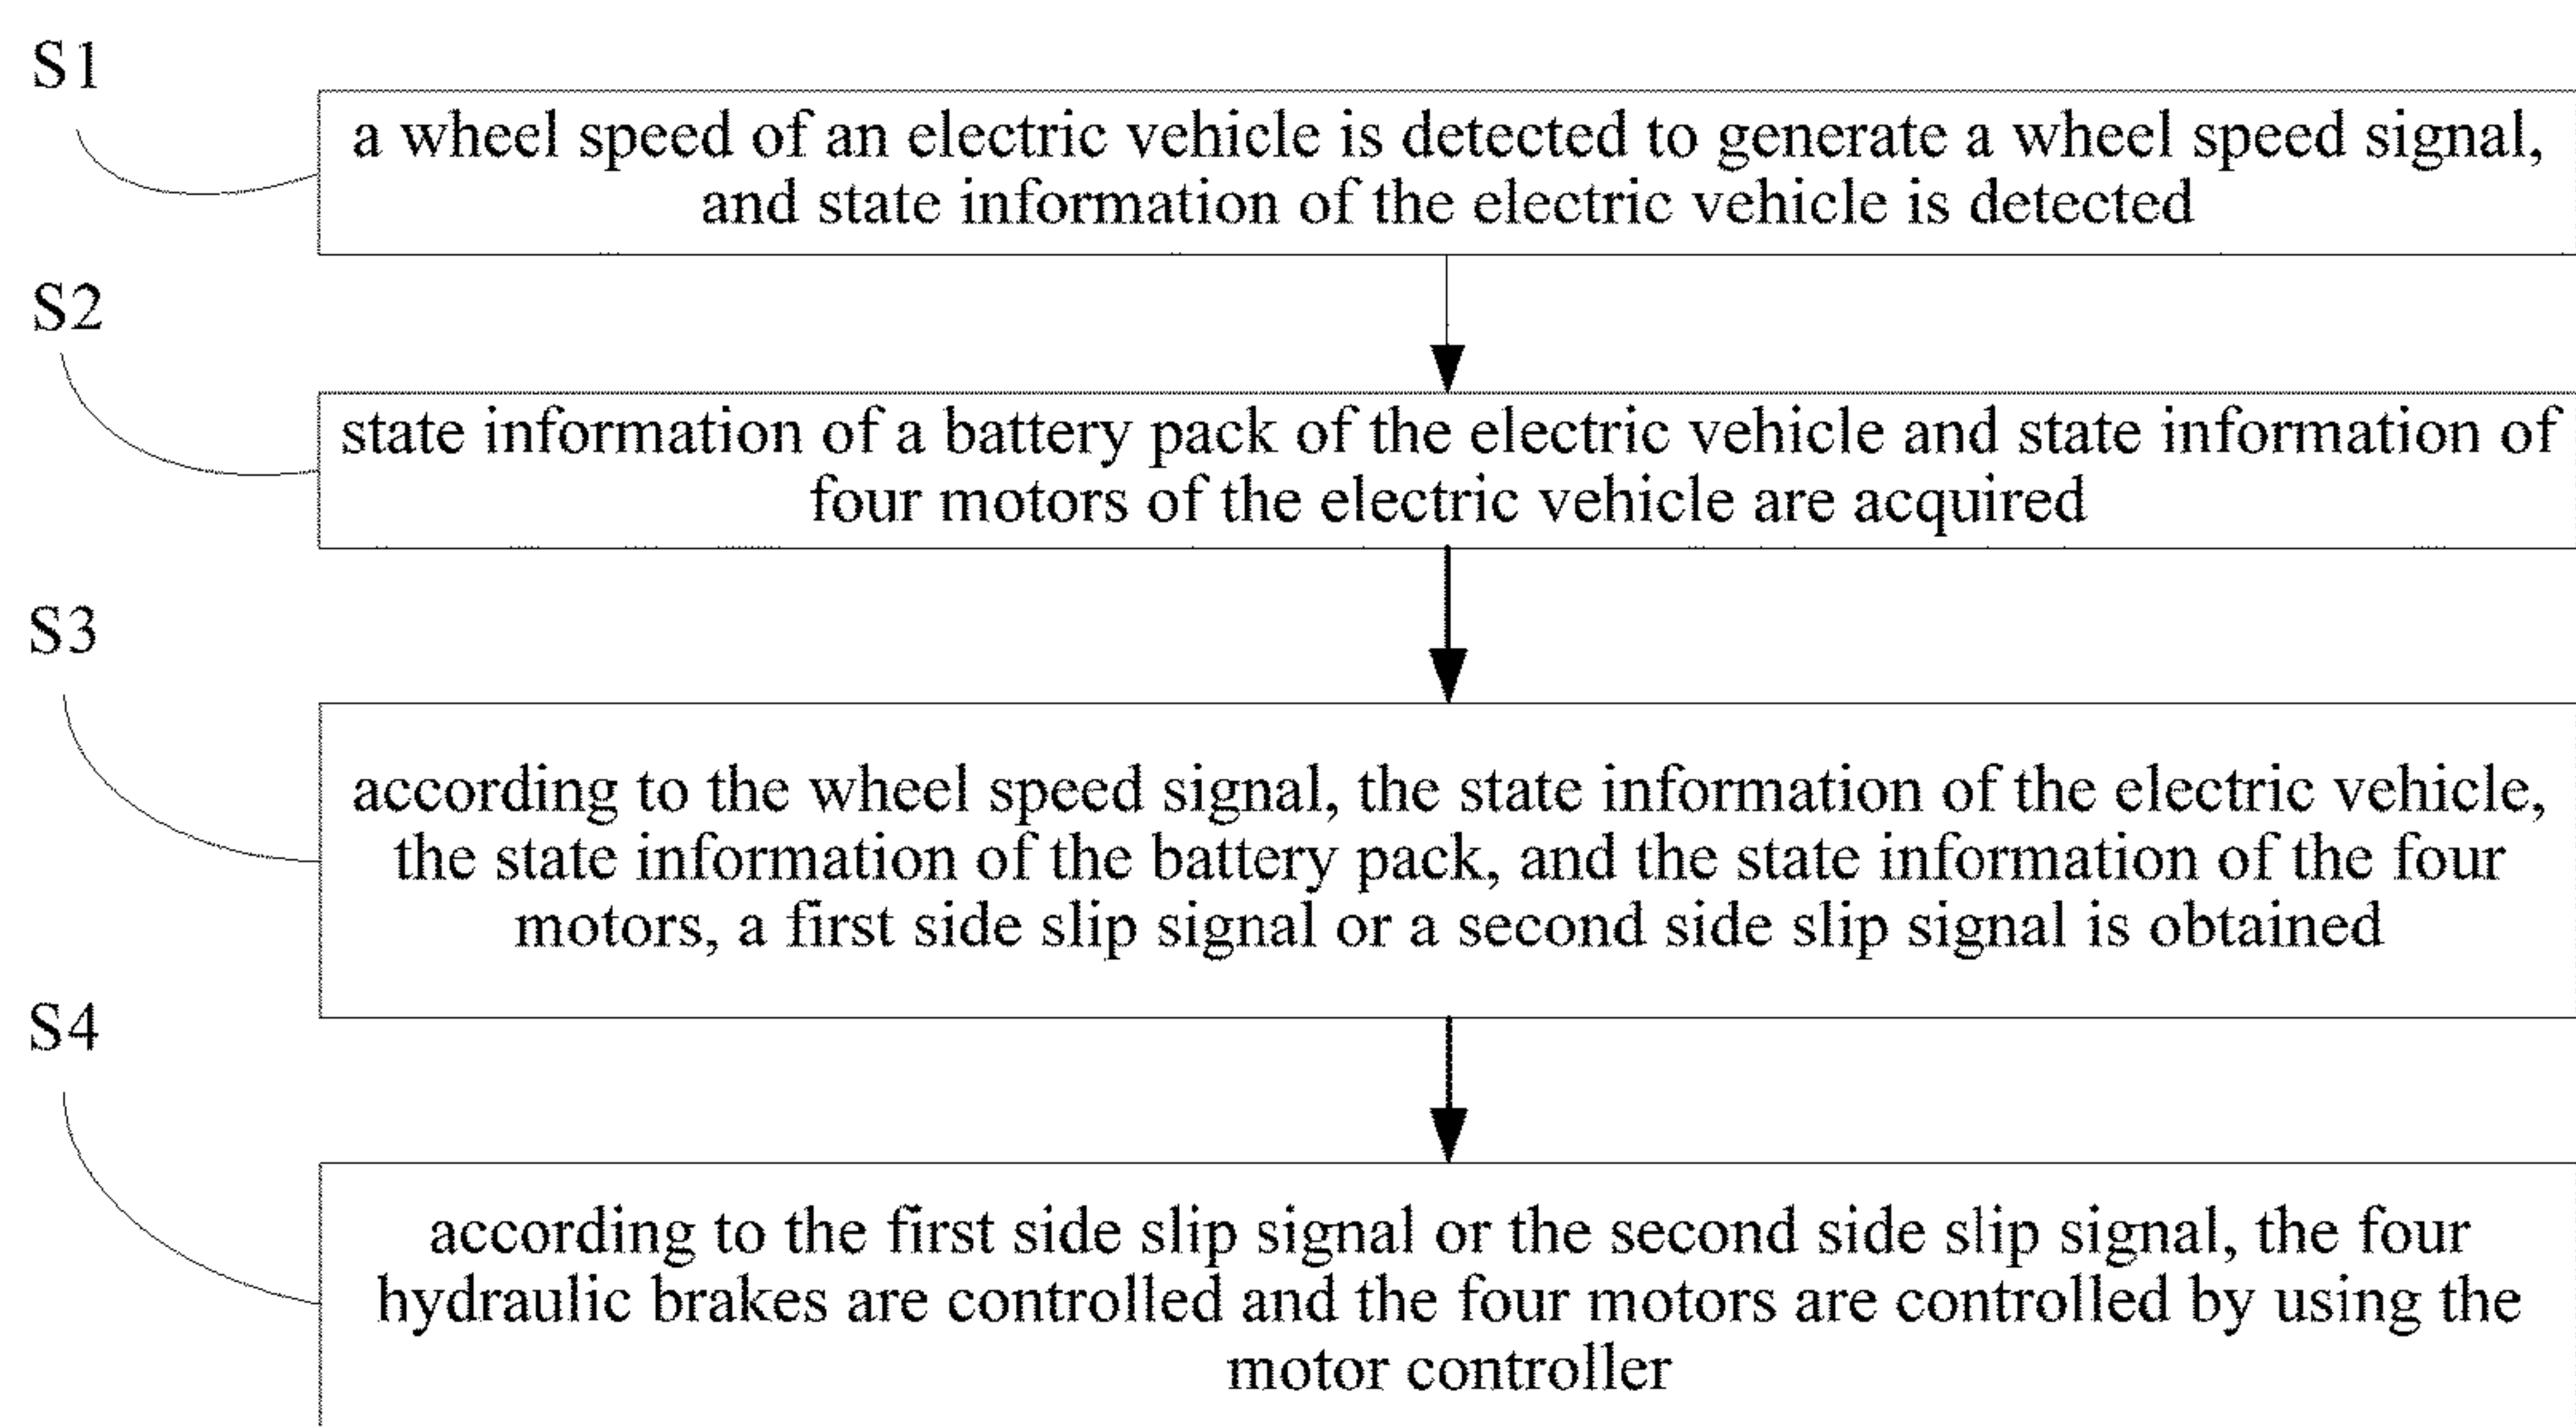 S1
a wheel speed of an electric vehicle is detected to generate a wheel speed signal,
and state information of the electric vehicle is detected
S2
state information of a battery pack of the electric vehicle and state information of
four motors of the electric vehicle are acquired
S3
according to the wheel speed signal, the state information of the electric vehicle,
the state information of the battery pack, and the state information of the four
motors, a first side slip signal or a second side slip signal is obtained
S4
according to the first side slip signal or the second side slip signal, the four
hydraulic brakes are controlled and the four motors are controlled by using the
motor controller